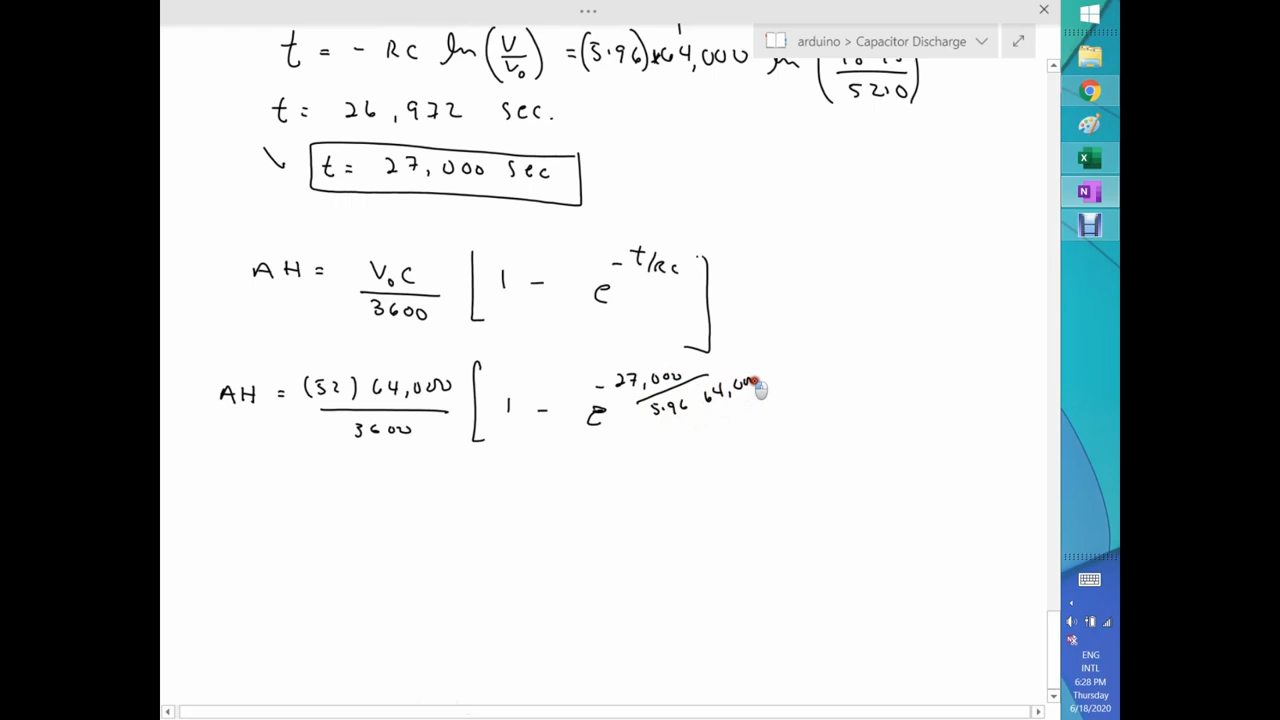 arduino > Capacitor Discharge
t = - RC ln(V/V₀) = (5.96)*64,000 ln( /52.0)
t = 26,972 sec.
t = 27,000 sec
AH = V₀C/3600 [1 - e^-t/RC]
AH = (52) 64,000/3600 [1 - e^-27,000/5.96 64,000
ENG
INTL
6:28 PM
Thursday
6/18/2020